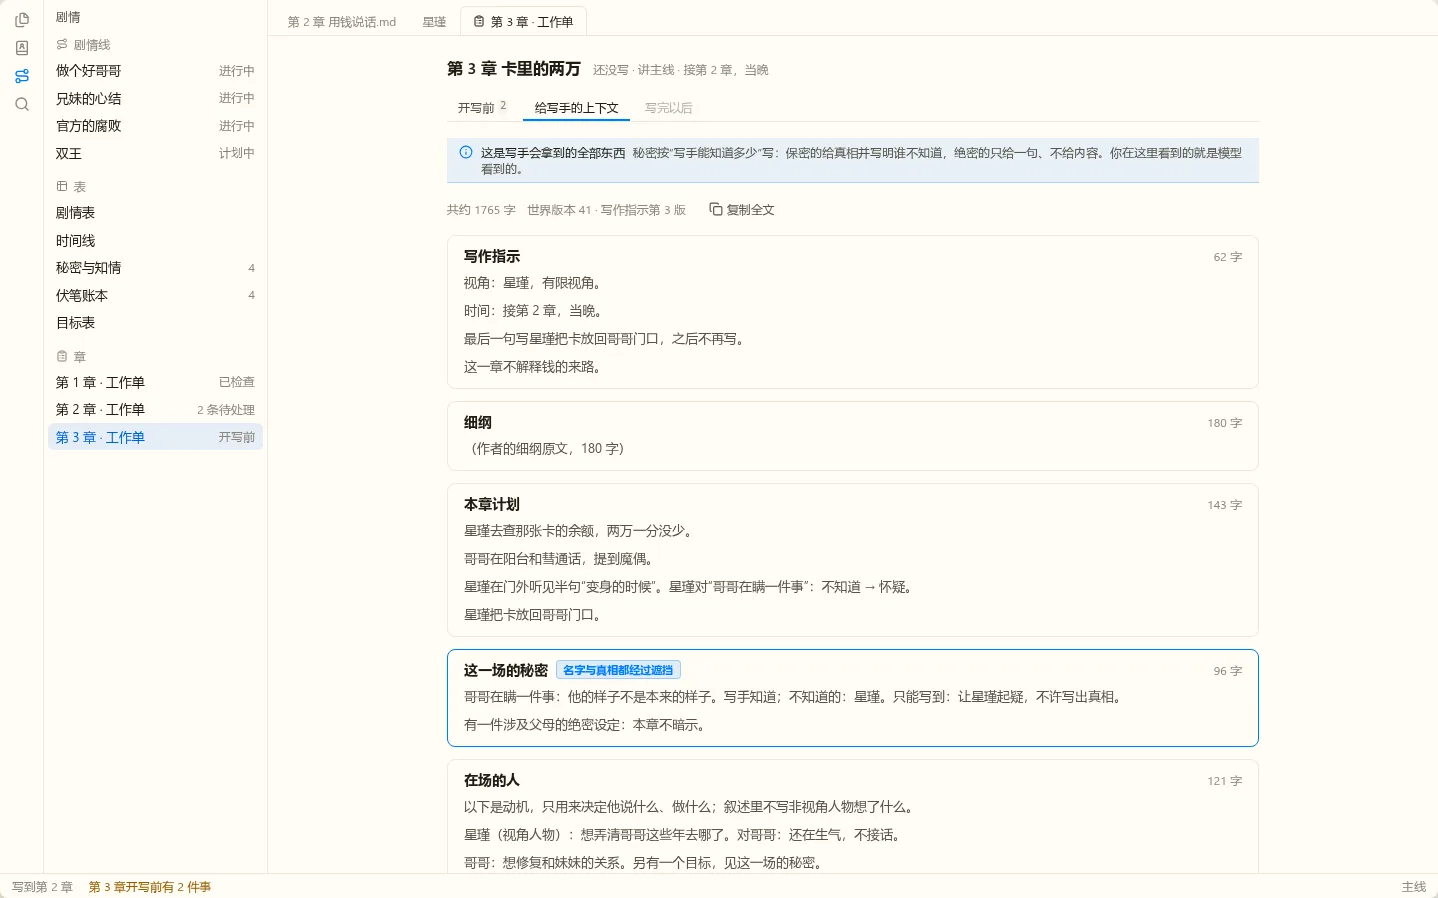 剧情
剧情线
做个好哥哥 进行中
兄妹的心结 进行中
官方的腐败 进行中
双王 计划中
表
剧情表
时间线
秘密与知情 4
伏笔账本 4
目标表
章
第 1 章 · 工作单 已检查
第 2 章 · 工作单 2 条待处理
第 3 章 · 工作单 开写前
第 2 章 用钱说话.md 星瑾 第 3 章 · 工作单
第 3 章 卡里的两万 还没写 · 讲主线 · 接第 2 章，当晚
开写前 2 给写手的上下文 写完以后
这是写手会拿到的全部东西 秘密按“写手能知道多少”写：保密的给真相并写明谁不知道，绝密的只给一句、不给内容。你在这里看到的就是模型
看到的。
共约 1765 字 世界版本 41 · 写作指示第 3 版 复制全文
写作指示 62 字
视角：星瑾，有限视角。
时间：接第 2 章，当晚。
最后一句写星瑾把卡放回哥哥门口，之后不再写。
这一章不解释钱的来路。
细纲 180 字
（作者的细纲原文，180 字）
本章计划 143 字
星瑾去查那张卡的余额，两万一分没少。
哥哥在阳台和彗通话，提到魔偶。
星瑾在门外听见半句“变身的时候”。星瑾对“哥哥在瞒一件事”：不知道 → 怀疑。
星瑾把卡放回哥哥门口。
这一场的秘密 名字与真相都经过遮挡 96 字
哥哥在瞒一件事：他的样子不是本来的样子。写手知道；不知道的：星瑾。只能写到：让星瑾起疑，不许写出真相。
有一件涉及父母的绝密设定：本章不暗示。
在场的人 121 字
以下是动机，只用来决定他说什么、做什么；叙述里不写非视角人物想了什么。
星瑾（视角人物）：想弄清哥哥这些年去哪了。对哥哥：还在生气，不接话。
哥哥：想修复和妹妹的关系。另有一个目标，见这一场的秘密。
写到第 2 章 第 3 章开写前有 2 件事 主线